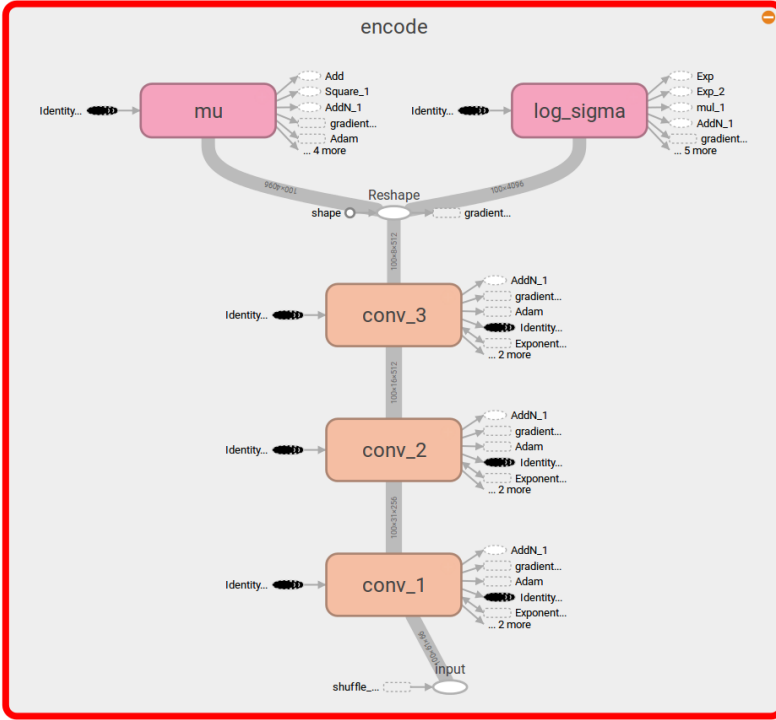 encode
Add
Square_1
AddN_1
gradient...
Adam
... 4 more
Identity...
mu
Exp
Exp_2
mul_1
AddN_1
gradient...
... 5 more
Identity...
log_sigma
100×4096
100×4096
Reshape
shape
gradient...
100×8×512
AddN_1
gradient...
Adam
Identity...
Exponent...
... 2 more
Identity...
conv_3
100×16×512
AddN_1
gradient...
Adam
Identity...
Exponent...
... 2 more
Identity...
conv_2
100×31×256
AddN_1
gradient...
Adam
Identity...
Exponent...
... 2 more
Identity...
conv_1
100×61×66
input
shuffle_...